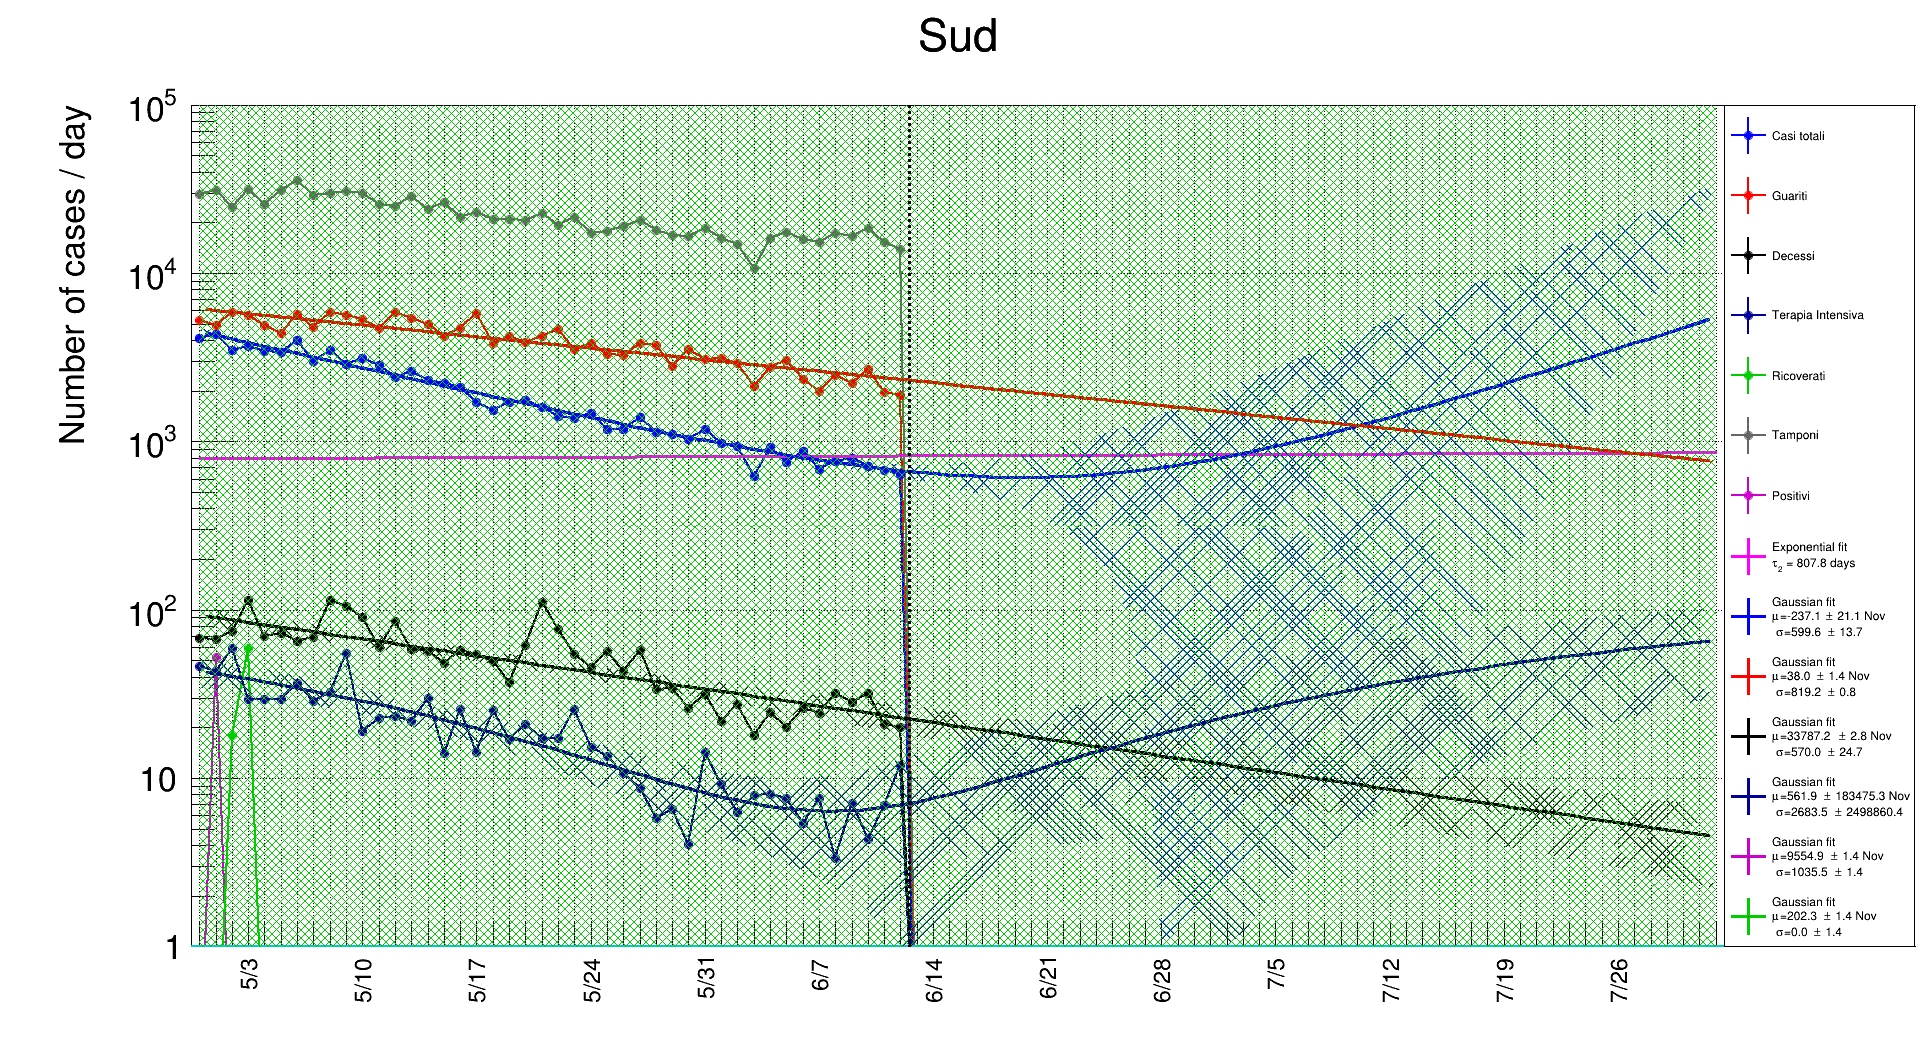 Sud
Number of cases / day
10^5
10^4
10^3
10^2
10
1
5/3
5/10
5/17
5/24
5/31
6/7
6/14
6/21
6/28
7/5
7/12
7/19
7/26
Casi totali
Guariti
Decessi
Terapia Intensiva
Ricoverati
Tamponi
Positivi
Exponential fit
τ_2 = 807.8 days
Gaussian fit
μ=-237.1 ± 21.1 Nov
σ=599.6 ± 13.7
Gaussian fit
μ=38.0 ± 1.4 Nov
σ=819.2 ± 0.8
Gaussian fit
μ=33787.2 ± 2.8 Nov
σ=570.0 ± 24.7
Gaussian fit
μ=561.9 ± 183475.3 Nov
σ=2683.5 ± 2498860.4
Gaussian fit
μ=9554.9 ± 1.4 Nov
σ=1035.5 ± 1.4
Gaussian fit
μ=202.3 ± 1.4 Nov
σ=0.0 ± 1.4